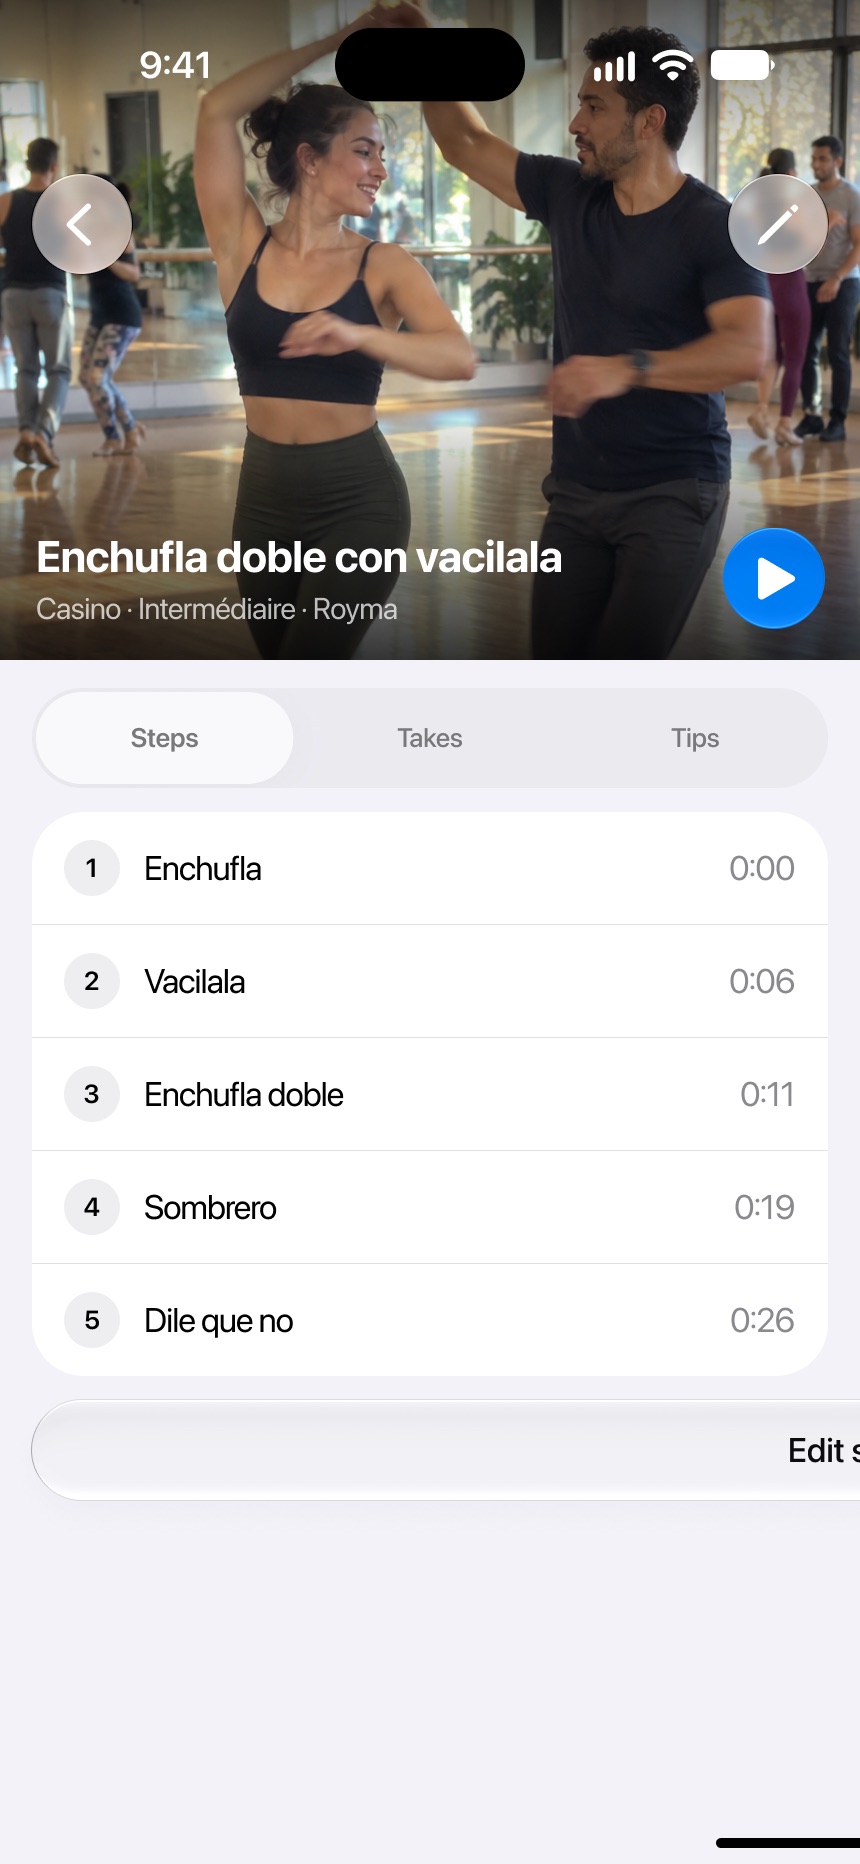 9:41
Enchufla doble con vacilala
Casino · Intermédiaire · Royma
Steps
Takes
Tips
1 Enchufla 0:00
2 Vacilala 0:06
3 Enchufla doble 0:11
4 Sombrero 0:19
5 Dile que no 0:26
Edit s